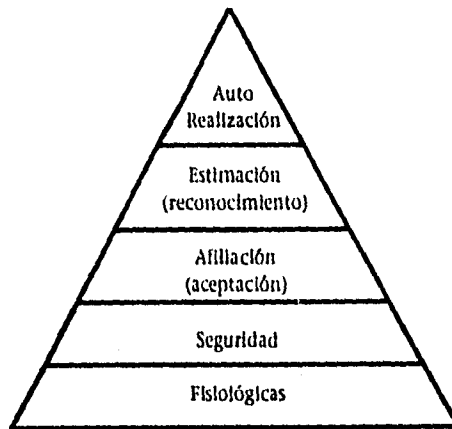 Auto
Realización
Estimación
(reconocimiento)
Afiliación
(aceptación)
Seguridad
Fisiológicas